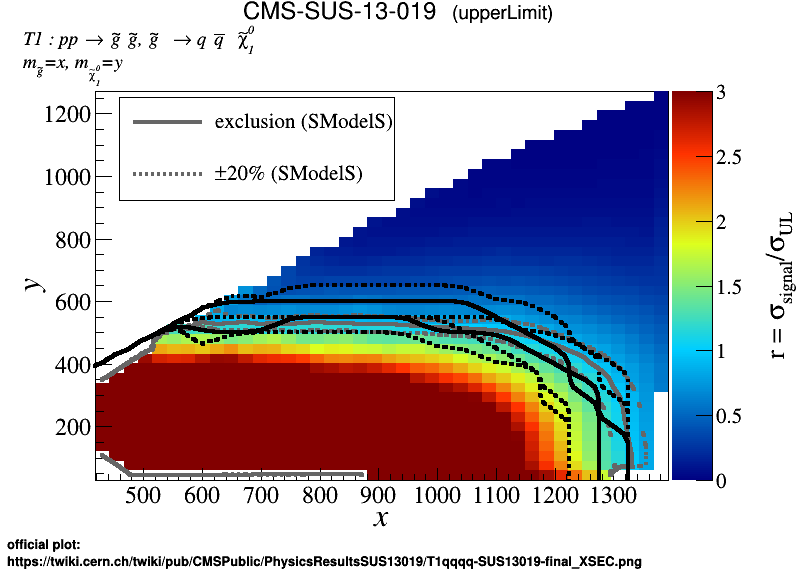 CMS-SUS-13-019 (upperLimit)
T1 : pp → g̃ g̃, g̃ → q q̅ χ̃₁⁰
m_g̃=x, m_χ̃₁⁰=y
exclusion (SModelS)
±20% (SModelS)
1200
1000
800
600
400
200
y
500 600 700 800 900 1000 1100 1200 1300
x
3
2.5
2
1.5
1
0.5
0
r = σ_signal/σ_UL
official plot:
https://twiki.cern.ch/twiki/pub/CMSPublic/PhysicsResultsSUS13019/T1qqqq-SUS13019-final_XSEC.png